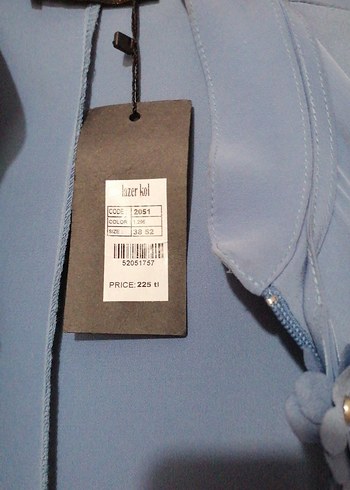 lazer kol
CODE 2051
COLOR
SIZE 38 52
52051757
PRICE: 225 tl